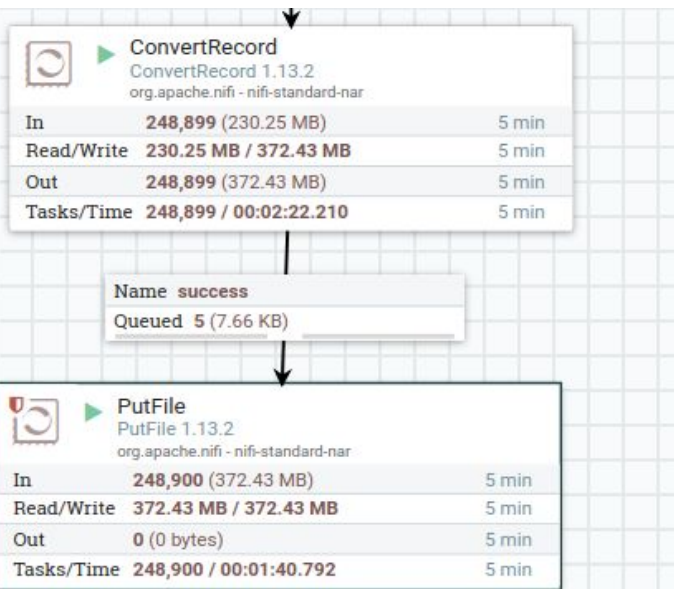 ConvertRecord
ConvertRecord 1.13.2
org.apache.nifi - nifi-standard-nar
In 248,899 (230.25 MB) 5 min
Read/Write 230.25 MB / 372.43 MB 5 min
Out 248,899 (372.43 MB) 5 min
Tasks/Time 248,899 / 00:02:22.210 5 min
Name success
Queued 5 (7.66 KB)
PutFile
PutFile 1.13.2
org.apache.nifi - nifi-standard-nar
In 248,900 (372.43 MB) 5 min
Read/Write 372.43 MB / 372.43 MB 5 min
Out 0 (0 bytes) 5 min
Tasks/Time 248,900 / 00:01:40.792 5 min